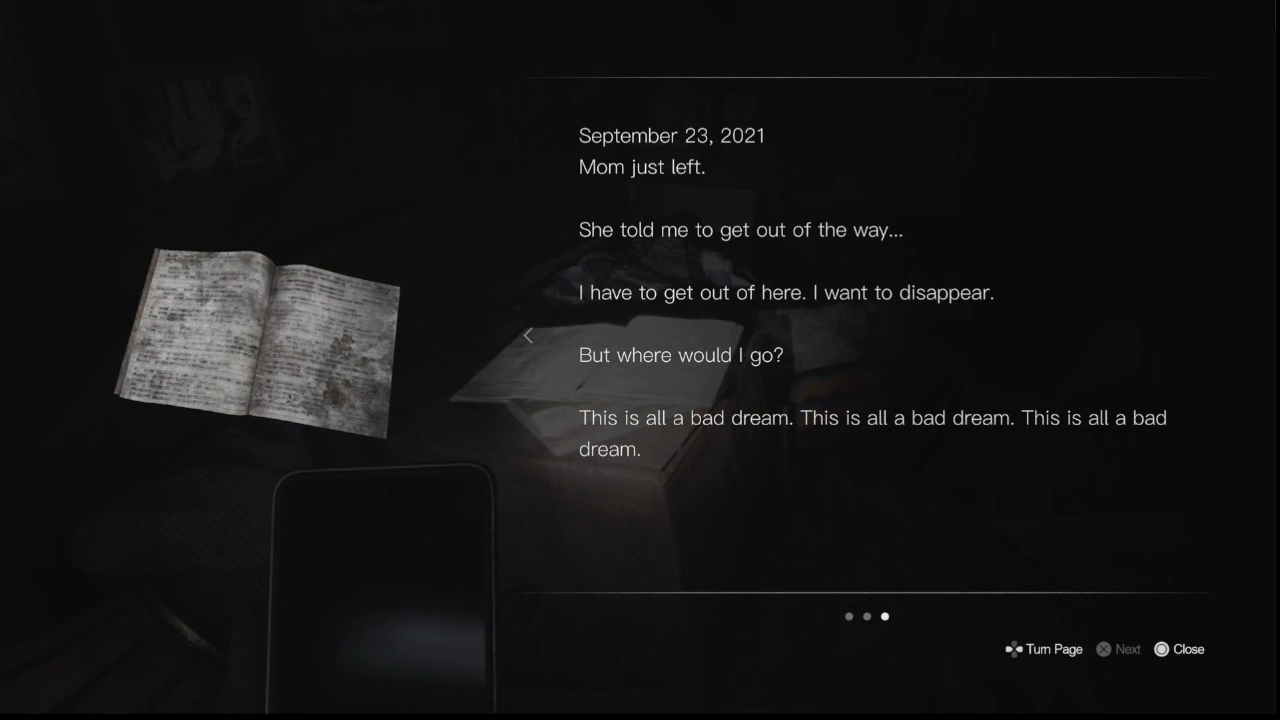 September 23, 2021
Mom just left.
She told me to get out of the way...
I have to get out of here. I want to disappear.
But where would I go?
This is all a bad dream. This is all a bad dream. This is all a bad
dream.
Turn Page Next Close